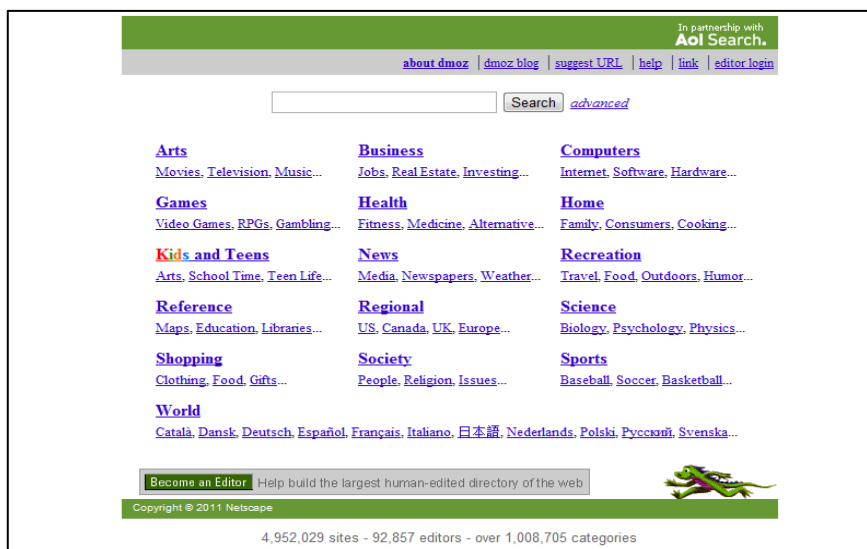 In partnership with
Aol Search.
about dmoz | dmoz blog | suggest URL | help | link | editor login
Search advanced
Arts
Movies, Television, Music...
Business
Jobs, Real Estate, Investing...
Computers
Internet, Software, Hardware...
Games
Video Games, RPGs, Gambling...
Health
Fitness, Medicine, Alternative...
Home
Family, Consumers, Cooking...
Kids and Teens
Arts, School Time, Teen Life...
News
Media, Newspapers, Weather...
Recreation
Travel, Food, Outdoors, Humor...
Reference
Maps, Education, Libraries...
Regional
US, Canada, UK, Europe...
Science
Biology, Psychology, Physics...
Shopping
Clothing, Food, Gifts...
Society
People, Religion, Issues...
Sports
Baseball, Soccer, Basketball...
World
Català, Dansk, Deutsch, Español, Français, Italiano, 日本語, Nederlands, Polski, Русский, Svenska...
Become an Editor Help build the largest human-edited directory of the web
Copyright © 2011 Netscape
4,952,029 sites - 92,857 editors - over 1,008,705 categories